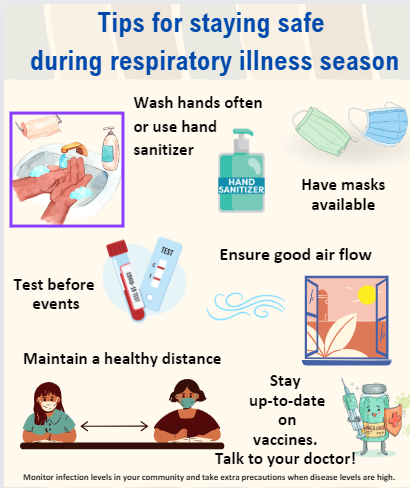 Tips for staying safe
during respiratory illness season
Wash hands often
or use hand
sanitizer
HAND
SANITIZER
Have masks
available
Test before
events
COVID-19 TEST
TEST
C
T
Ensure good air flow
Maintain a healthy distance
Stay
up-to-date
on
vaccines.
Talk to your doctor!
VACCINE
Monitor infection levels in your community and take extra precautions when disease levels are high.